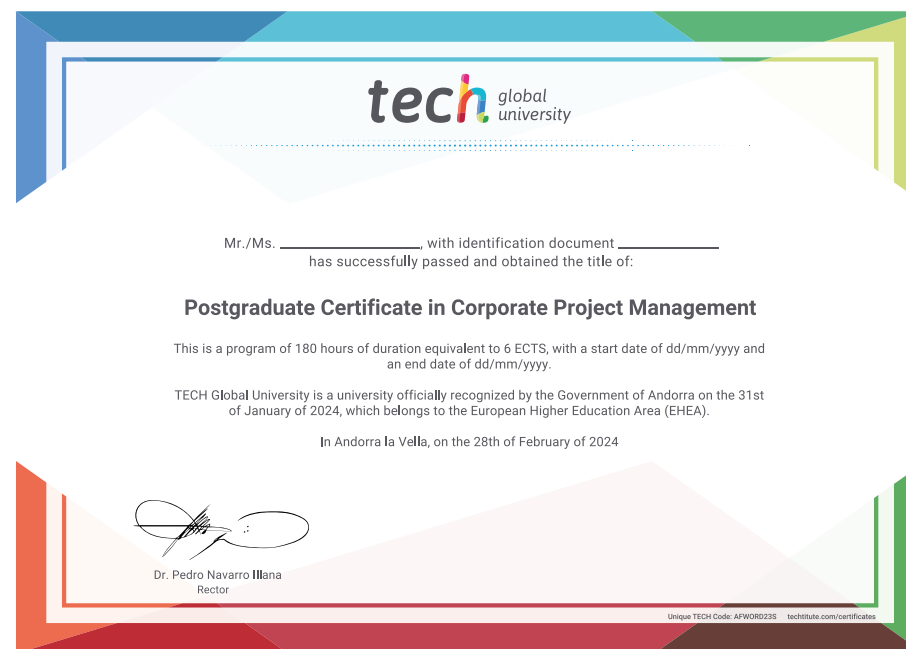 tech global university
Mr./Ms. ____________, with identification document ____________
has successfully passed and obtained the title of:
Postgraduate Certificate in Corporate Project Management
This is a program of 180 hours of duration equivalent to 6 ECTS, with a start date of dd/mm/yyyy and
an end date of dd/mm/yyyy.
TECH Global University is a university officially recognized by the Government of Andorra on the 31st
of January of 2024, which belongs to the European Higher Education Area (EHEA).
In Andorra la Vella, on the 28th of February of 2024
Dr. Pedro Navarro Illana
Rector
Unique TECH Code: AFWORD23S techtitute.com/certificates